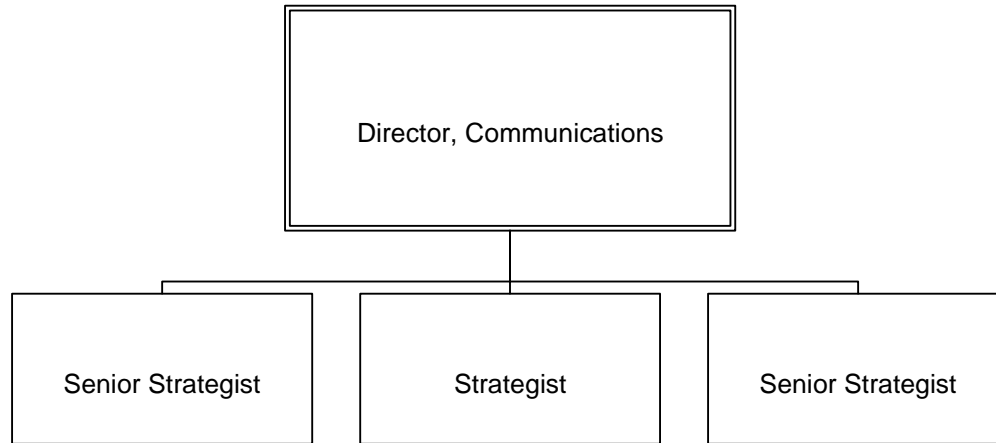 Director, Communications
Senior Strategist
Strategist
Senior Strategist